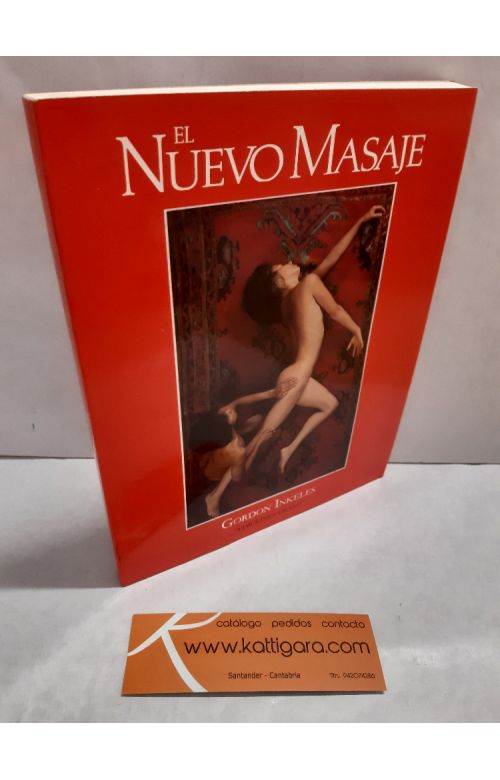 EL
NUEVO MASAJE
GORDON INKELES
catálogo pedidos contacto
www.kattigara.com
Santander - Cantabria